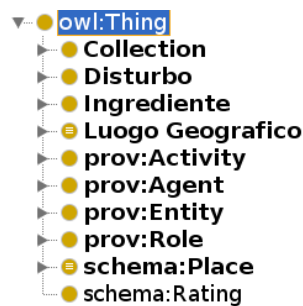 owl:Thing
Collection
Disturbo
Ingrediente
Luogo Geografico
prov:Activity
prov:Agent
prov:Entity
prov:Role
schema:Place
schema:Rating